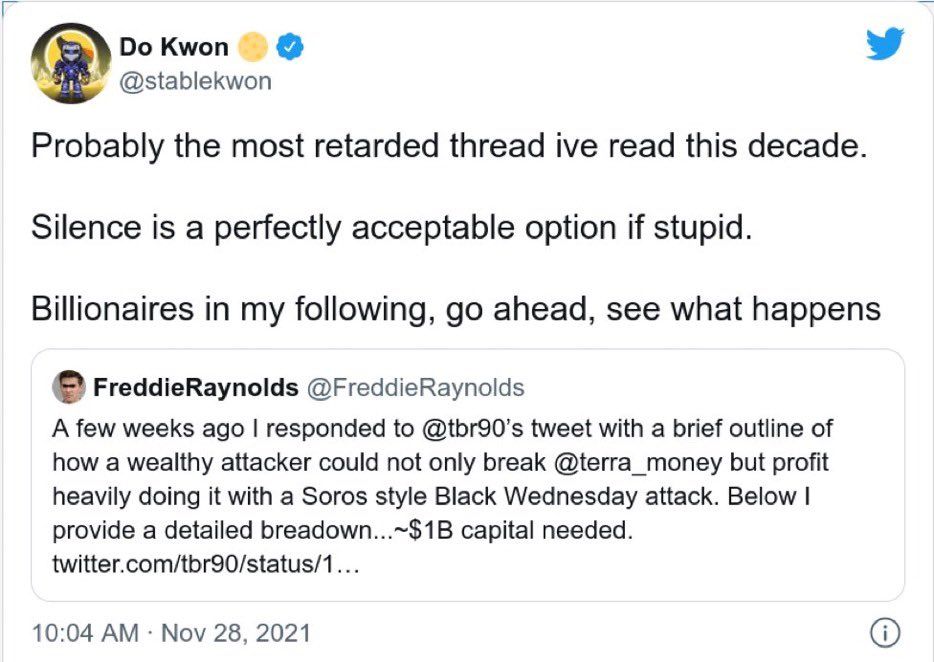 Do Kwon
@stablekwon
Probably the most retarded thread ive read this decade.
Silence is a perfectly acceptable option if stupid.
Billionaires in my following, go ahead, see what happens
FreddieRaynolds @FreddieRaynolds
A few weeks ago I responded to @tbr90's tweet with a brief outline of
how a wealthy attacker could not only break @terra_money but profit
heavily doing it with a Soros style Black Wednesday attack. Below I
provide a detailed breadown...~$1B capital needed.
twitter.com/tbr90/status/1…
10:04 AM · Nov 28, 2021